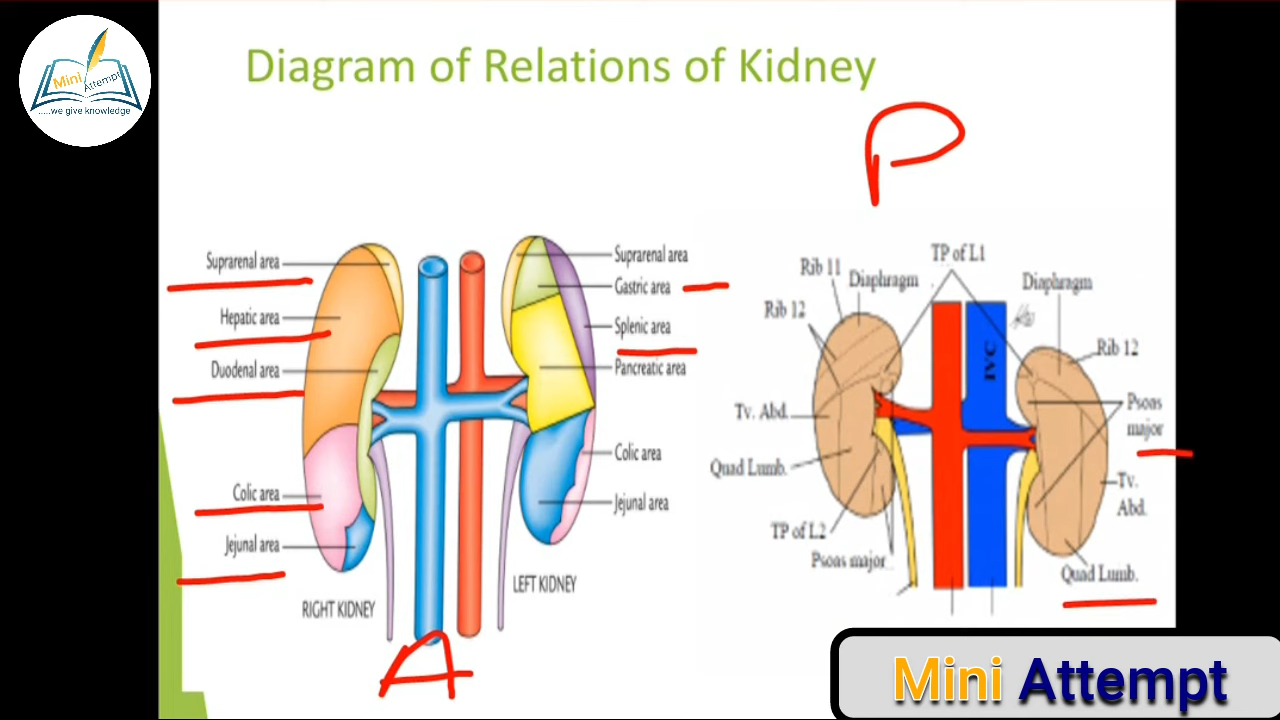 Mini
Attempt
.....we give knowledge
Diagram of Relations of Kidney
P
Suprarenal area
Hepatic area
Duodenal area
Colic area
Jejunal area
RIGHT KIDNEY
Suprarenal area
Gastric area
Splenic area
Pancreatic area
Colic area
Jejunal area
LEFT KIDNEY
A
TP of L1
Rib 11
Diaphragm
Rib 12
Tv. Abd.
Quad Lumb.
TP of L2
Psoas major
IVC
Diaphragm
Rib 12
Psoas
major
Tv.
Abd.
Quad Lumb.
Mini Attempt